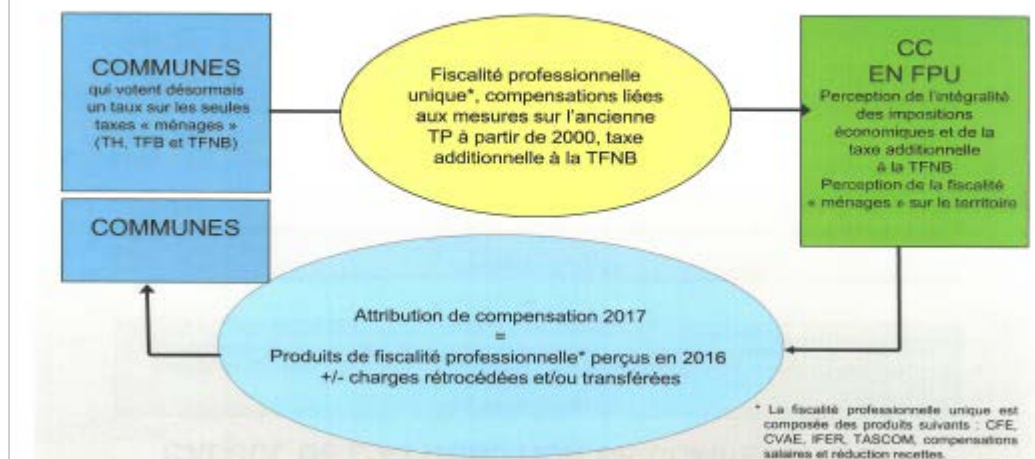 COMMUNES
qui votent désormais
un taux sur les seules
taxes « ménages »
(TH, TFB et TFNB)
Fiscalité professionnelle
unique*, compensations liées
aux mesures sur l'ancienne
TP à partir de 2000, taxe
additionnelle à la TFNB
CC
EN FPU
Perception de l'intégralité
des impositions
économiques et de la
taxe additionnelle
à la TFNB
Perception de la fiscalité
« ménages » sur le territoire
COMMUNES
Attribution de compensation 2017
=
Produits de fiscalité professionnelle* perçus en 2016
+/- charges rétrocédées et/ou transférées
* La fiscalité professionnelle unique est
composée des produits suivants : CFE,
CVAE, IFER, TASCOM, compensations
salaires et réduction recettes.